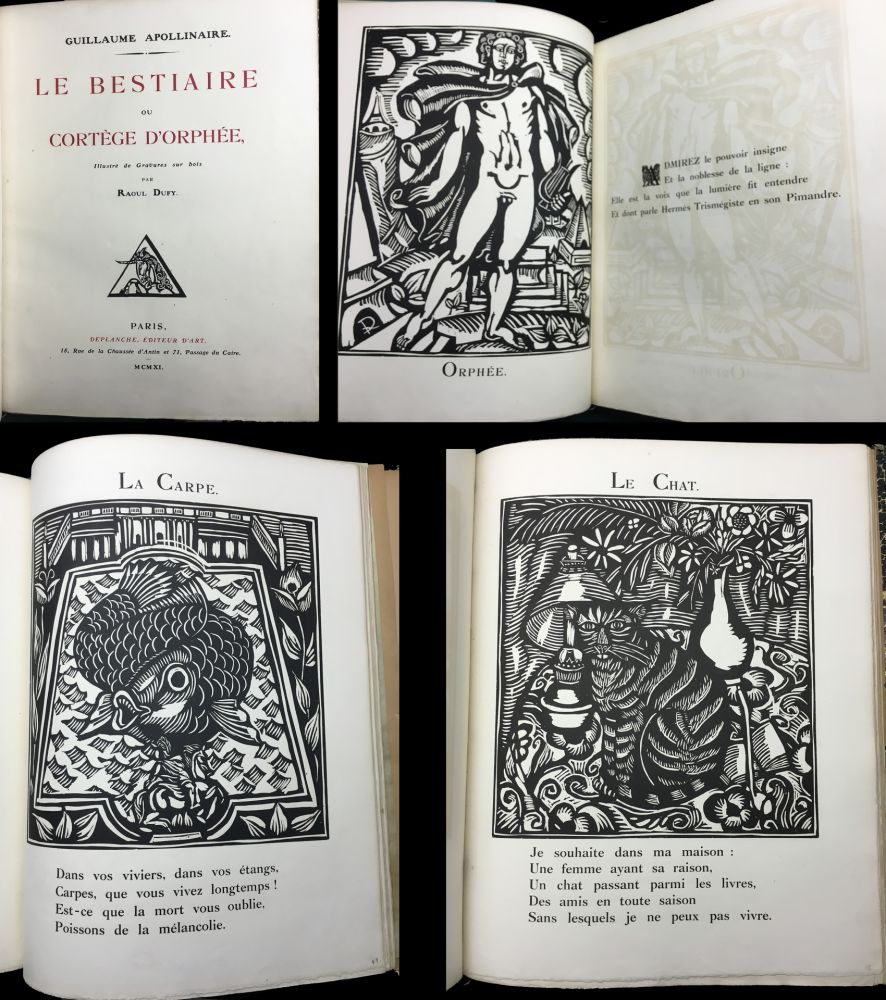 GUILLAUME APOLLINAIRE.
LE BESTIAIRE
OU
CORTÈGE D'ORPHÉE,
Illustré de Gravures sur bois
PAR
RAOUL DUFY.
PARIS,
DEPLANCHE, ÉDITEUR D'ART.
18, Rue de la Chaussée d'Antin et 71, Passage du Caire.
MCMXI.
ORPHÉE.
ADMIREZ le pouvoir insigne
Et la noblesse de la ligne :
Elle est la voix que la lumière fit entendre
Et dont parle Hermès Trismégiste en son Pimandre.
LA CARPE.
Dans vos viviers, dans vos étangs,
Carpes, que vous vivez longtemps !
Est-ce que la mort vous oublie,
Poissons de la mélancolie.
LE CHAT.
Je souhaite dans ma maison :
Une femme ayant sa raison,
Un chat passant parmi les livres,
Des amis en toute saison
Sans lesquels je ne peux pas vivre.